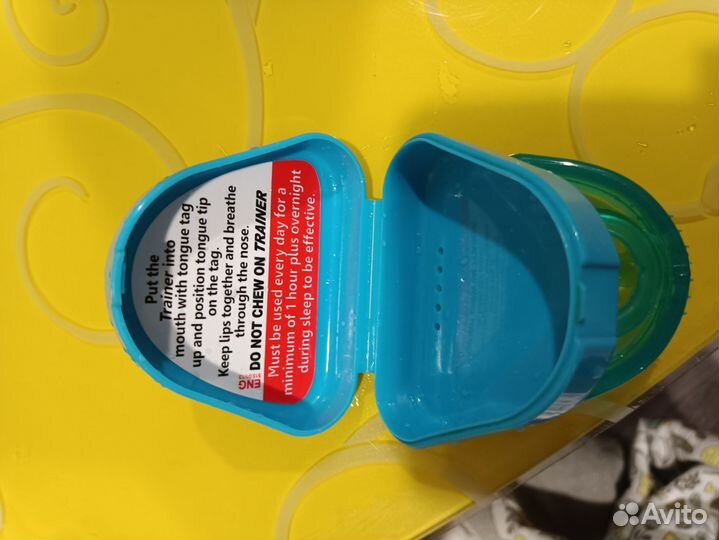 Put the
Trainer into
mouth with tongue tag
up and position tongue tip
on the tag.
Keep lips together and breathe
through the nose.
DO NOT CHEW ON TRAINER
Must be used every day for a
minimum of 1 hour plus overnight
during sleep to be effective.
ENG
Avito